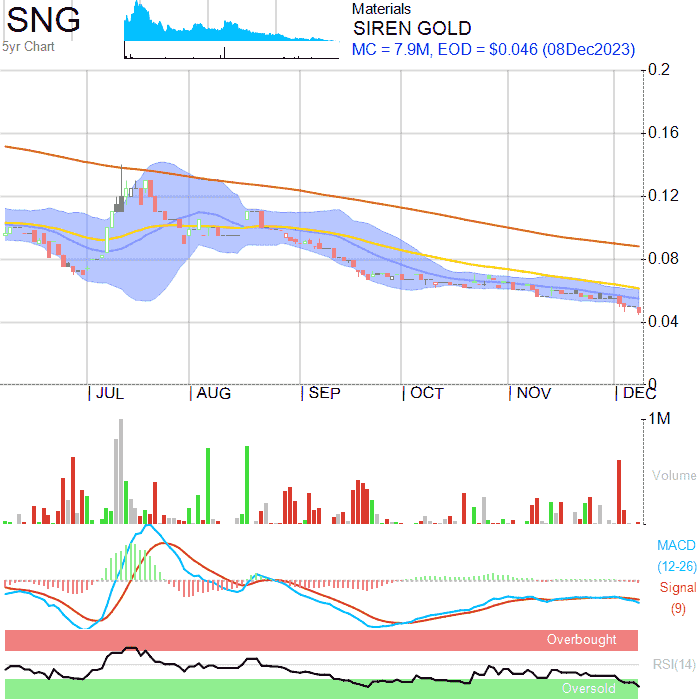 SNG
5yr Chart
Materials
SIREN GOLD
MC = 7.9M, EOD = $0.046 (08Dec2023)
0.2
0.16
0.12
0.08
0.04
0
JUL AUG SEP OCT NOV DEC
1M
Volume
MACD
(12-26)
Signal
(9)
Overbought
RSI(14)
Oversold